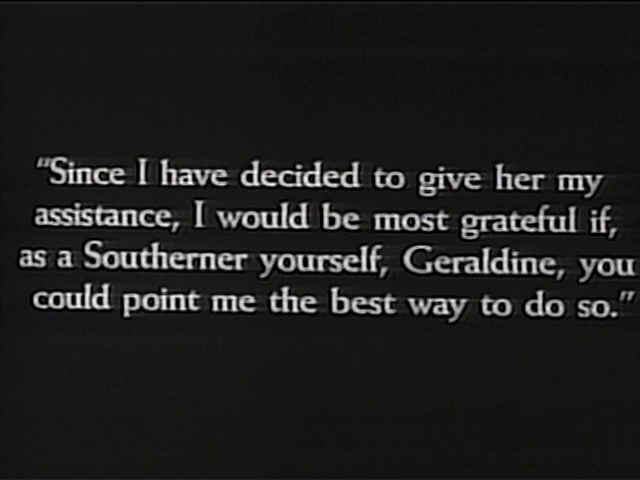 "Since I have decided to give her my
assistance, I would be most grateful if,
as a Southerner yourself, Geraldine, you
could point me the best way to do so."